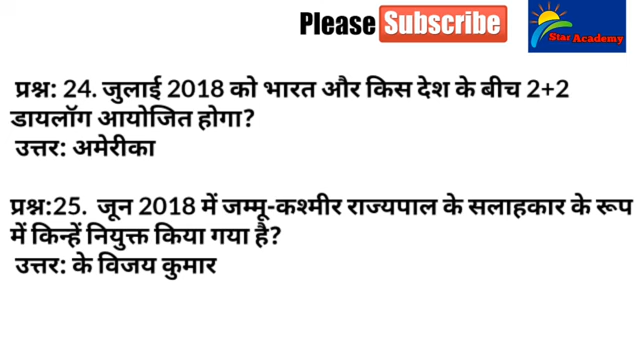 Please Subscribe
Star Academy
प्रश्न: 24. जुलाई 2018 को भारत और किस देश के बीच 2+2
डायलॉग आयोजित होगा?
उत्तर: अमेरीका
प्रश्न:25. जून 2018 में जम्मू-कश्मीर राज्यपाल के सलाहकार के रूप
में किन्हें नियुक्त किया गया है?
उत्तर: के विजय कुमार